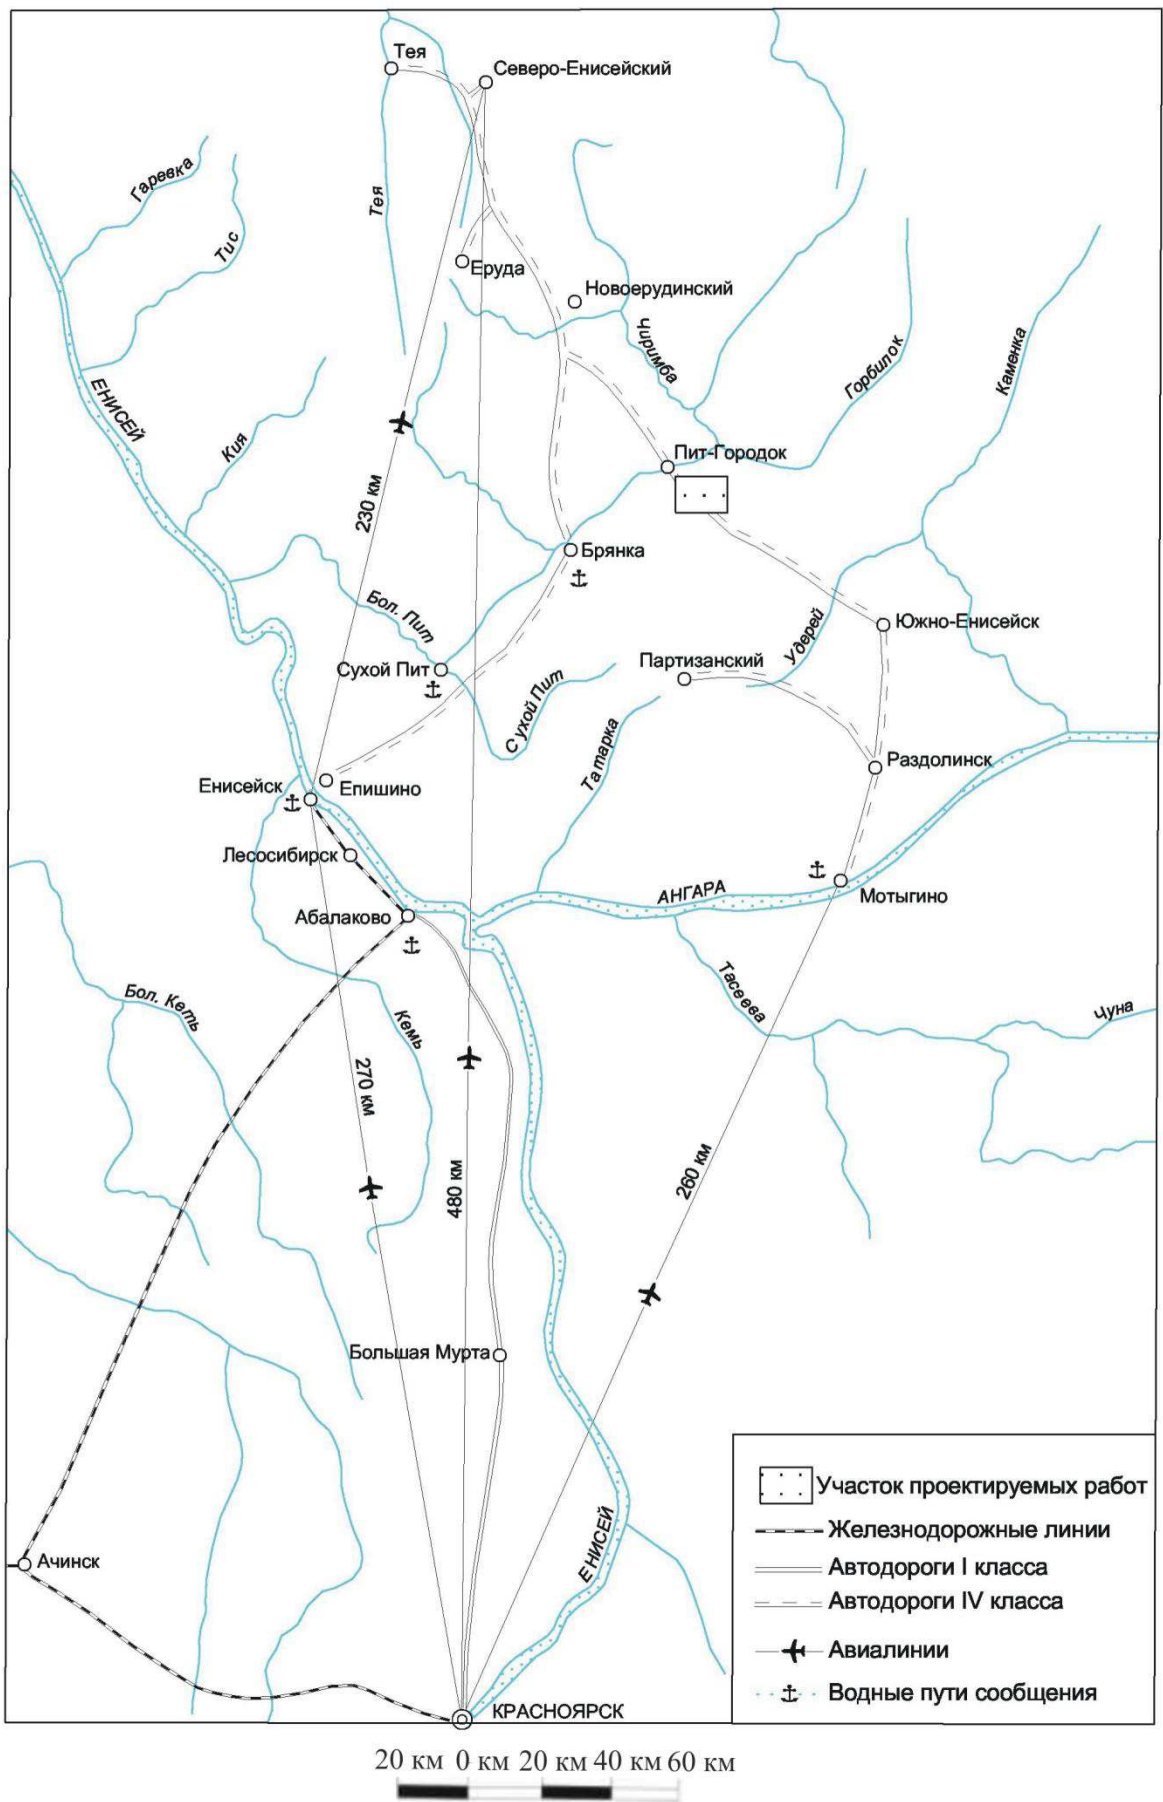 Тея
Северо-Енисейский
Гаревка
Тис
Тея
Еруда
Новоерудинский
Чиримба
Горбилок
Каменка
ЕНИСЕЙ
Кия
230 км
Пит-Городок
Брянка
Бол. Пит
Южно-Енисейск
Удерей
Партизанский
Сухой Пит
Сухой Пит
Татарка
Раздолинск
Енисейск
Епишино
Лесосибирск
АНГАРА
Мотыгино
Абалаково
Тасеева
Бол. Кеть
Кемь
Чуна
270 км
480 км
260 км
Большая Мурта
ЕНИСЕЙ
Ачинск
КРАСНОЯРСК
Участок проектируемых работ
Железнодорожные линии
Автодороги I класса
Автодороги IV класса
Авиалинии
Водные пути сообщения
20 км 0 км 20 км 40 км 60 км